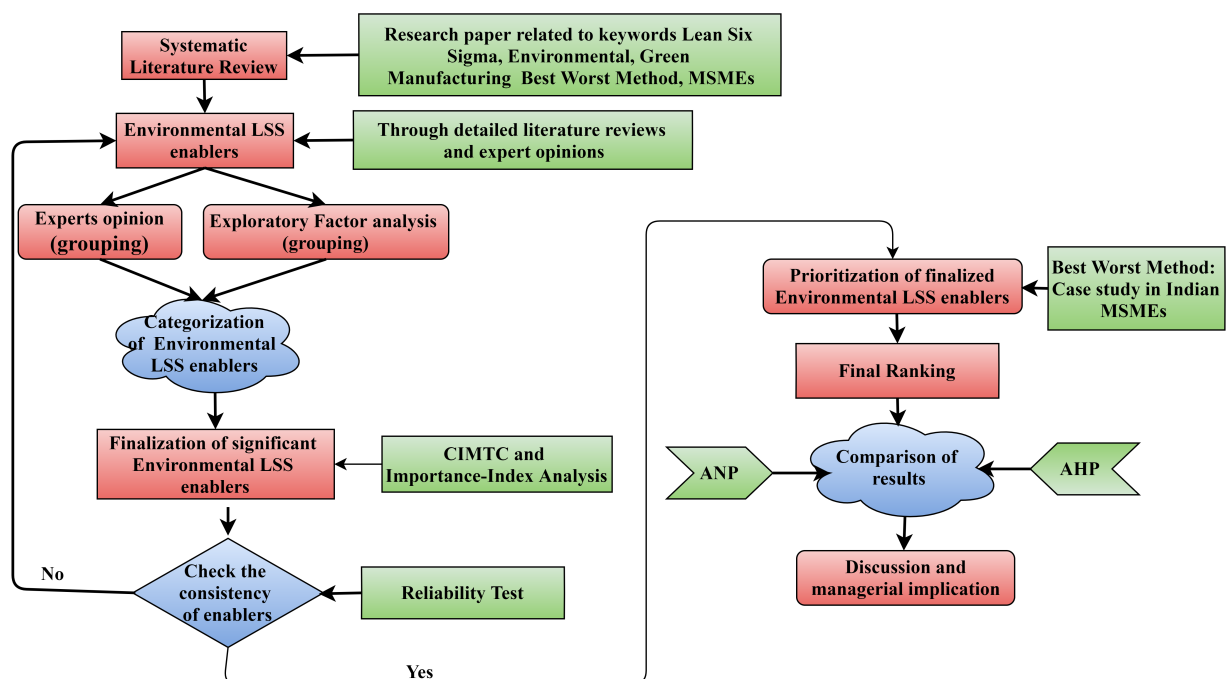 Systematic
Literature Review
Research paper related to keywords Lean Six
Sigma, Environmental, Green
Manufacturing Best Worst Method, MSMEs
Environmental LSS
enablers
Through detailed literature reviews
and expert opinions
Experts opinion
(grouping)
Exploratory Factor analysis
(grouping)
Categorization
of Environmental
LSS enablers
Finalization of significant
Environmental LSS
enablers
CIMTC and
Importance-Index Analysis
Check the
consistency
of enablers
Reliability Test
No
Yes
Prioritization of finalized
Environmental LSS enablers
Best Worst Method:
Case study in Indian
MSMEs
Final Ranking
ANP
Comparison of
results
AHP
Discussion and
managerial implication